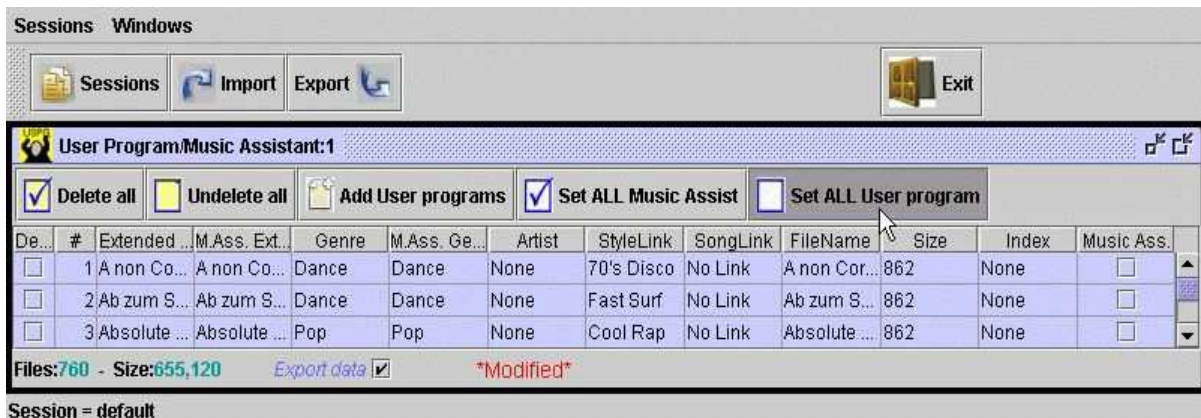 Sessions Windows
Sessions Import Export Exit
USPG
User Program/Music Assistant:1
Delete all Undelete all Add User programs Set ALL Music Assist Set ALL User program
De... # Extended ... M.Ass. Ext... Genre M.Ass. Ge... Artist StyleLink SongLink FileName Size Index Music Ass.
1 A non Co... A non Co... Dance Dance None 70's Disco No Link A non Cor... 862 None
2 Ab zum S... Ab zum S... Dance Dance None Fast Surf No Link Ab zum S... 862 None
3 Absolute ... Absolute ... Pop Pop None Cool Rap No Link Absolute ... 862 None
Files:760 - Size:655,120 Export data *Modified*
Session = default